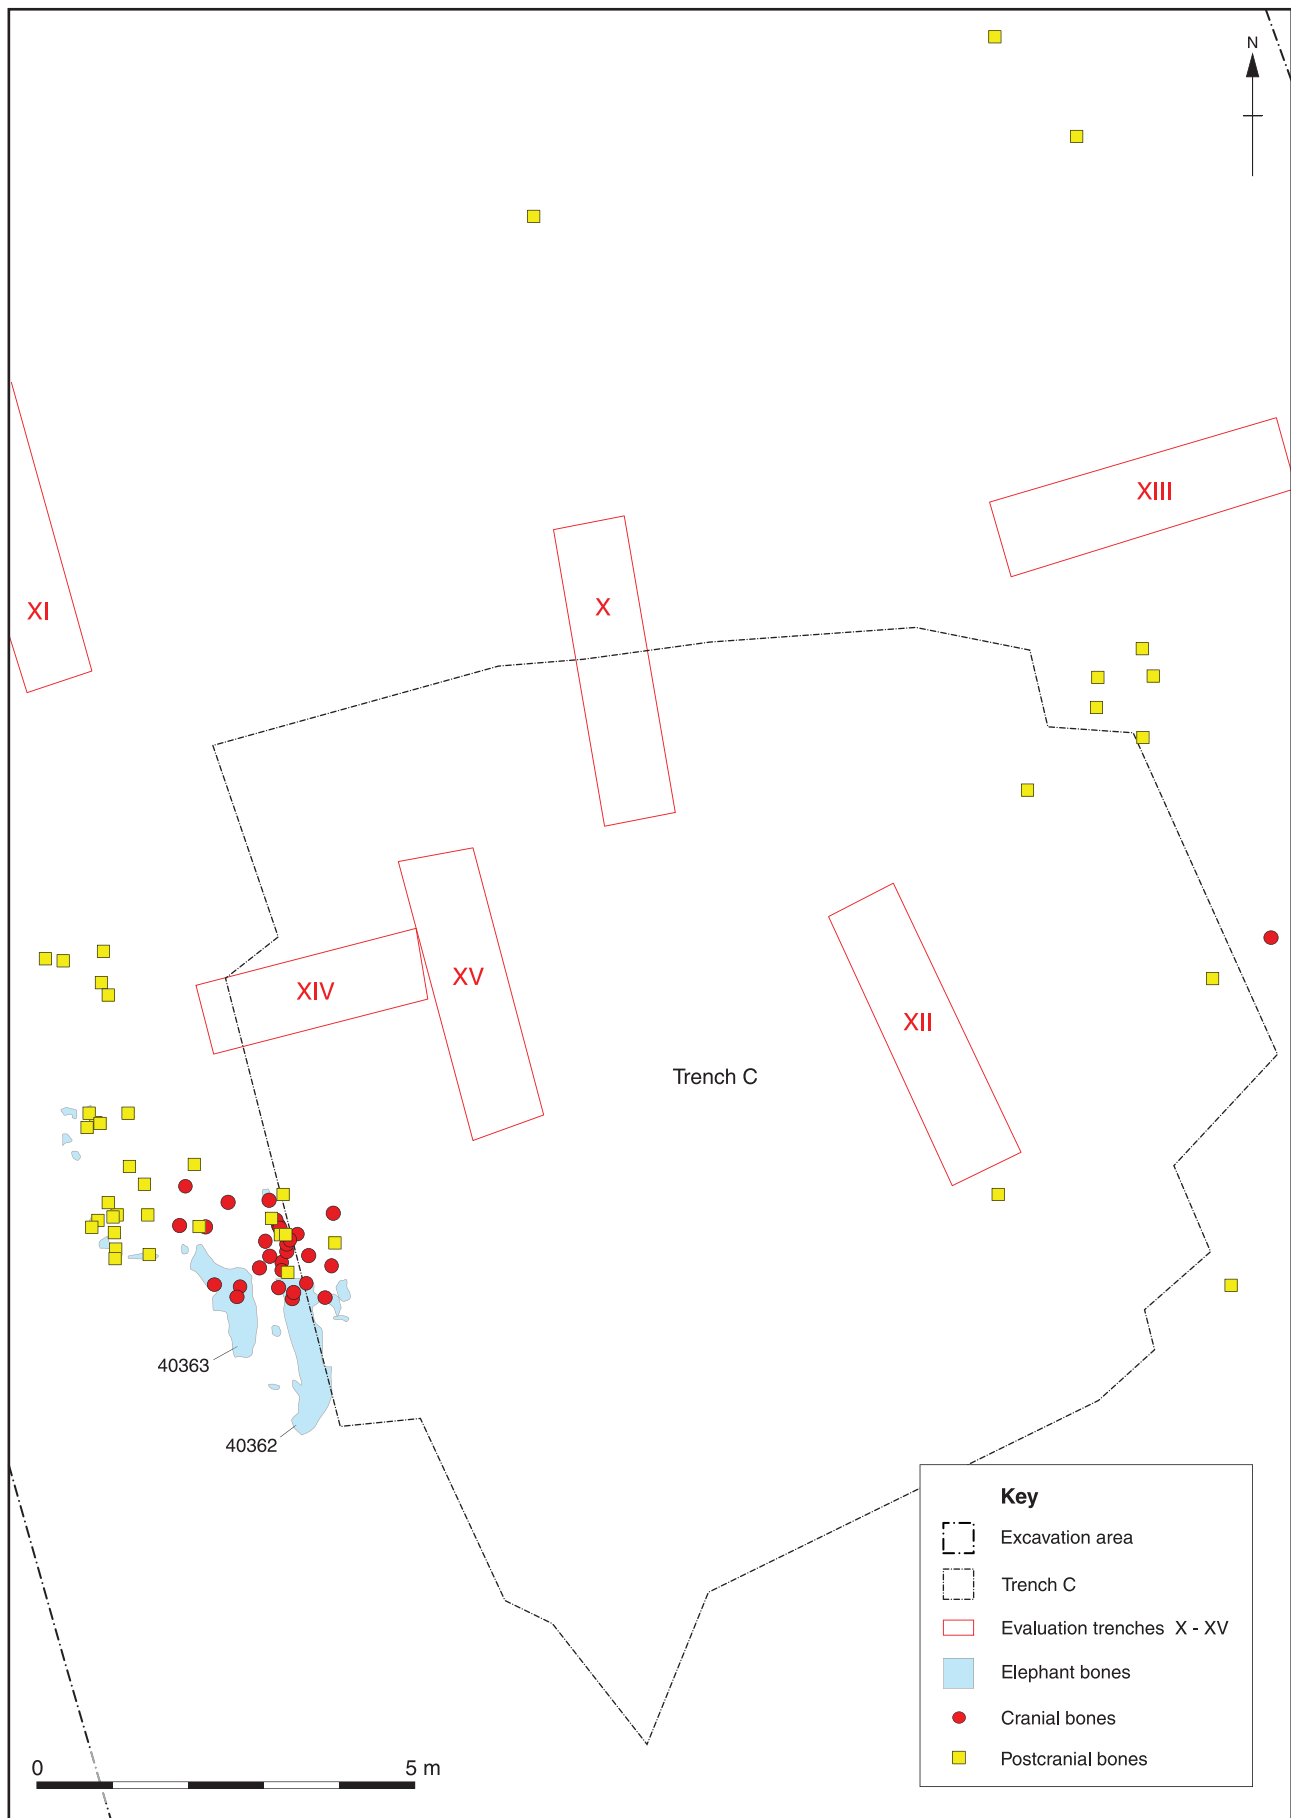 N
XIII
XI
X
XIV
XV
XII
Trench C
40363
40362
Key
Excavation area
Trench C
Evaluation trenches X - XV
Elephant bones
Cranial bones
Postcranial bones
0 5 m